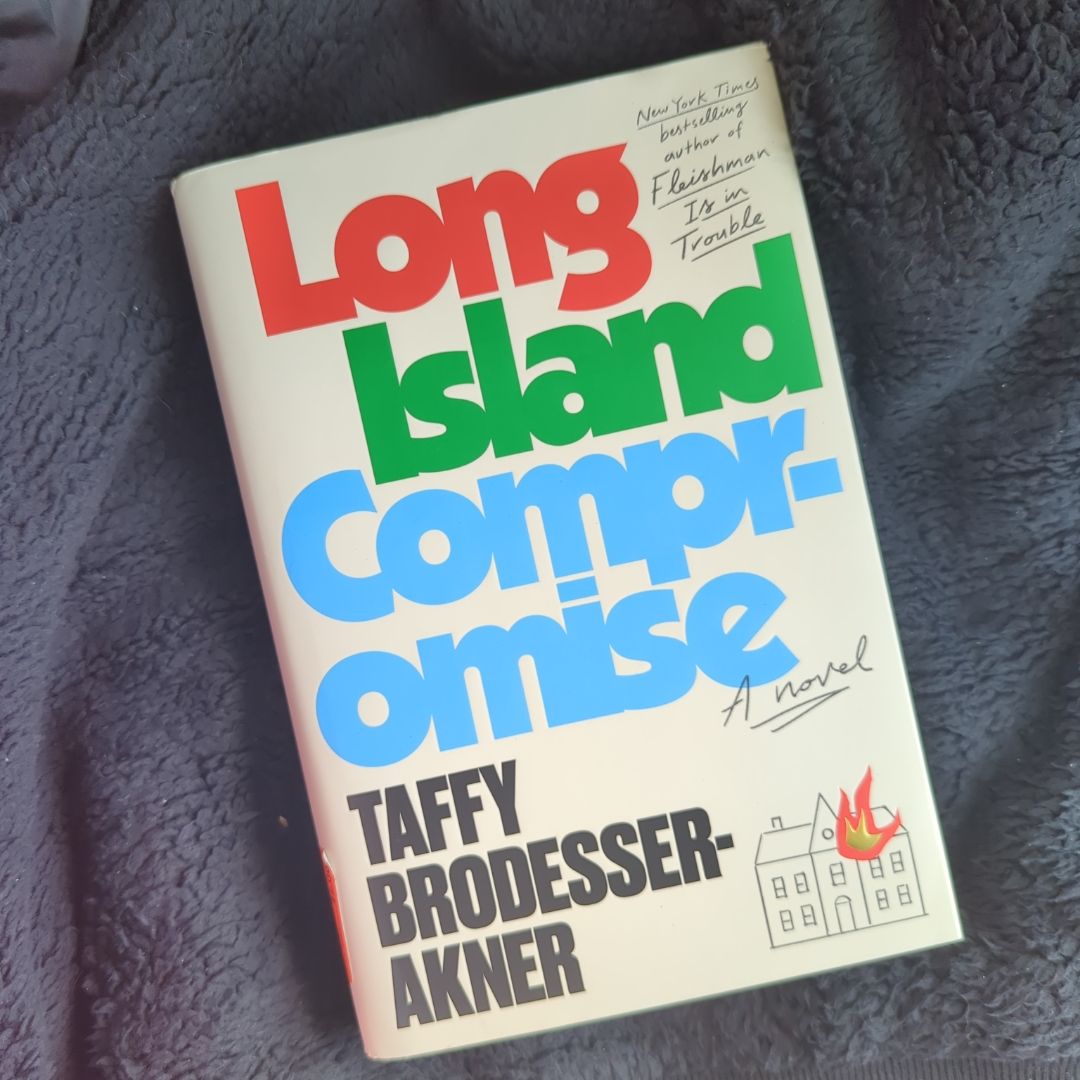 New York Times
bestselling
author of
Fleishman
Is in
Trouble
Long
Island
Compr-
omise
A novel
TAFFY
BRODESSER-
AKNER